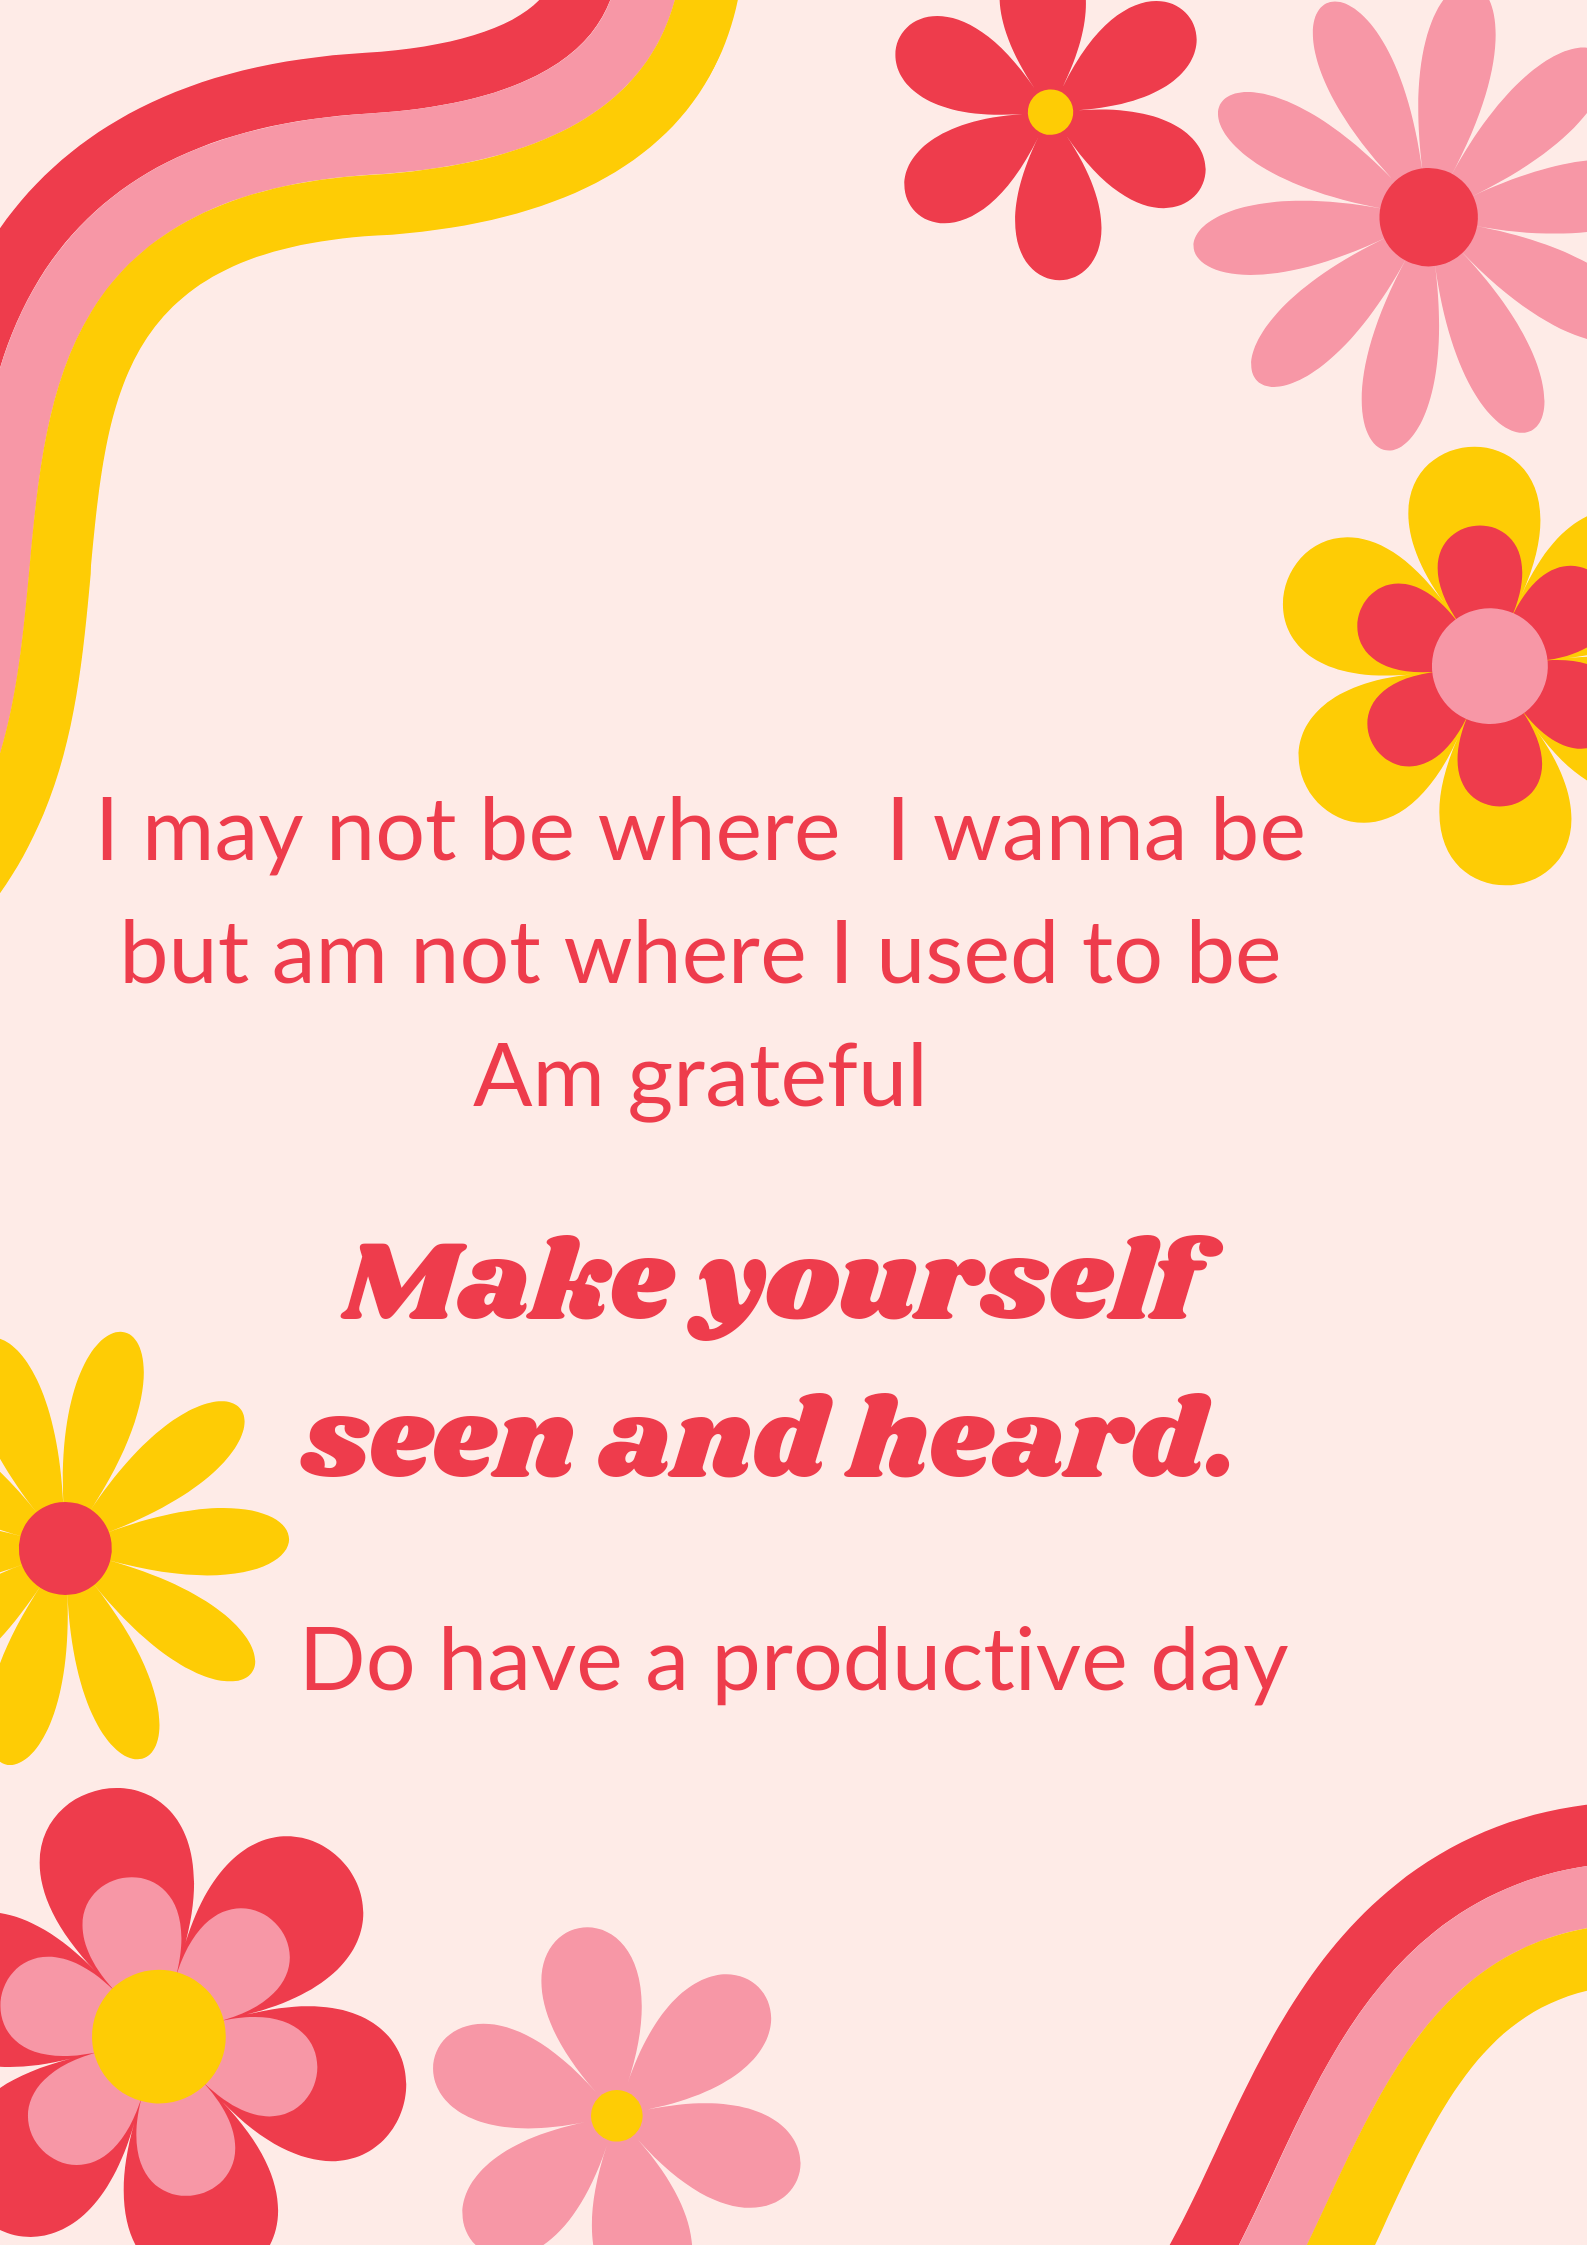 I may not be where  I wanna be
but am not where I used to be
Am grateful
Make yourself
seen and heard.
Do have a productive day